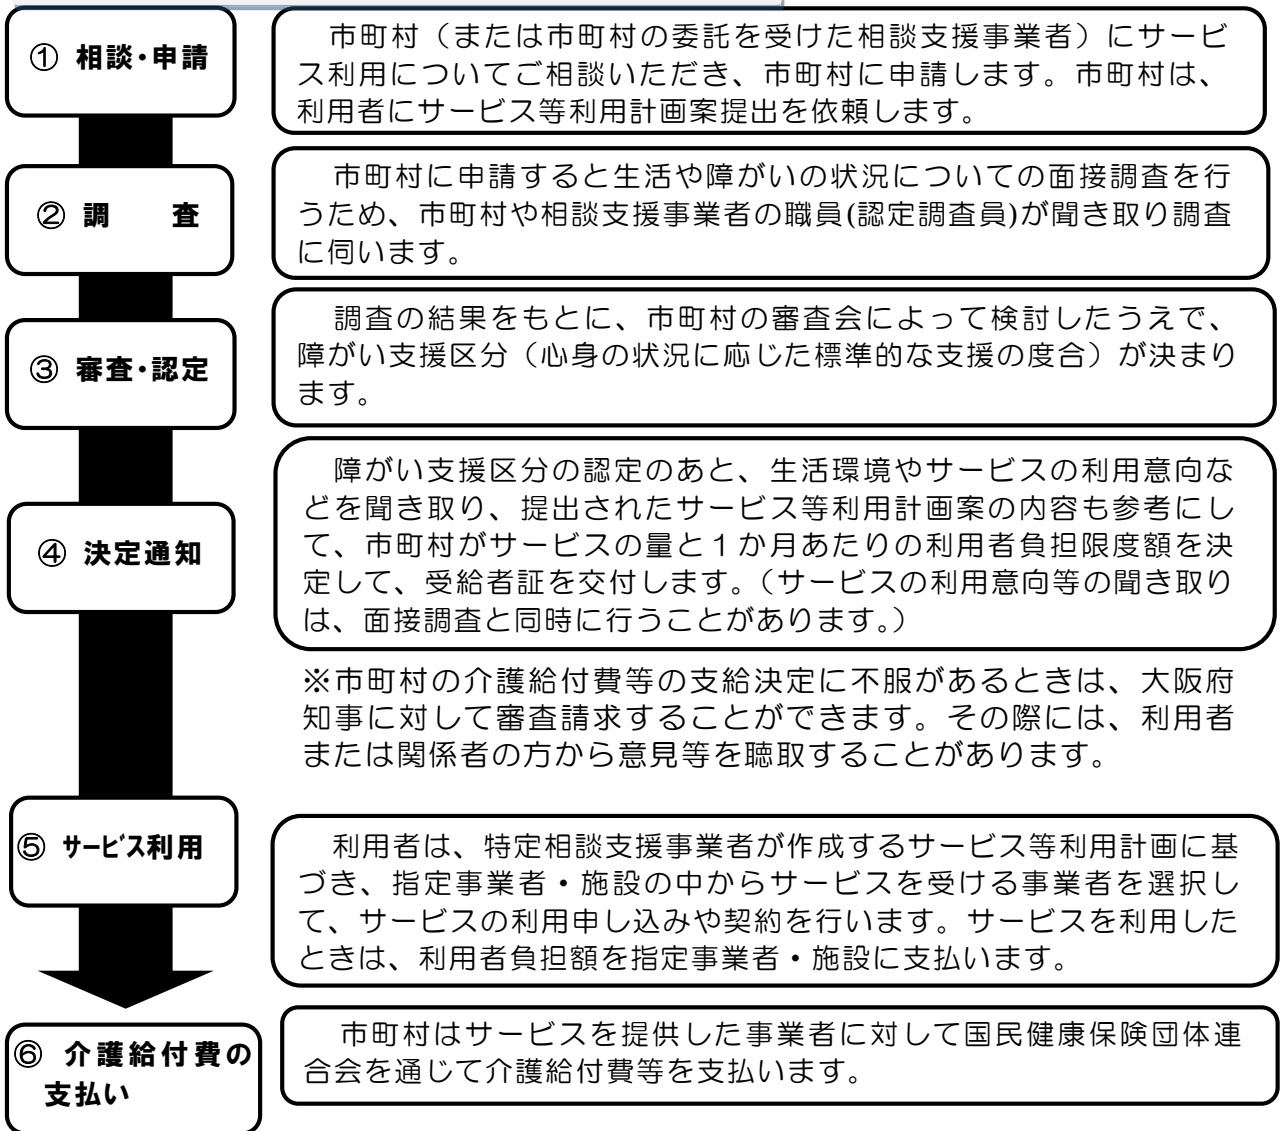 ① 相談・申請
　市町村（または市町村の委託を受けた相談支援事業者）にサービ
ス利用についてご相談いただき、市町村に申請します。市町村は、
利用者にサービス等利用計画案提出を依頼します。
② 調　　査
　市町村に申請すると生活や障がいの状況についての面接調査を行
うため、市町村や相談支援事業者の職員(認定調査員)が聞き取り調査
に伺います。
③ 審査・認定
　調査の結果をもとに、市町村の審査会によって検討したうえで、
障がい支援区分（心身の状況に応じた標準的な支援の度合）が決まり
ます。
④ 決定通知
　障がい支援区分の認定のあと、生活環境やサービスの利用意向な
どを聞き取り、提出されたサービス等利用計画案の内容も参考にし
て、市町村がサービスの量と１か月あたりの利用者負担限度額を決
定して、受給者証を交付します。（サービスの利用意向等の聞き取り
は、面接調査と同時に行うことがあります。）
※市町村の介護給付費等の支給決定に不服があるときは、大阪府
知事に対して審査請求することができます。その際には、利用者
または関係者の方から意見等を聴取することがあります。
⑤ ｻｰﾋﾞｽ利用
　利用者は、特定相談支援事業者が作成するサービス等利用計画に基
づき、指定事業者・施設の中からサービスを受ける事業者を選択し
て、サービスの利用申し込みや契約を行います。サービスを利用した
ときは、利用者負担額を指定事業者・施設に支払います。
⑥ 介護給付費の
支払い
　市町村はサービスを提供した事業者に対して国民健康保険団体連
合会を通じて介護給付費等を支払います。